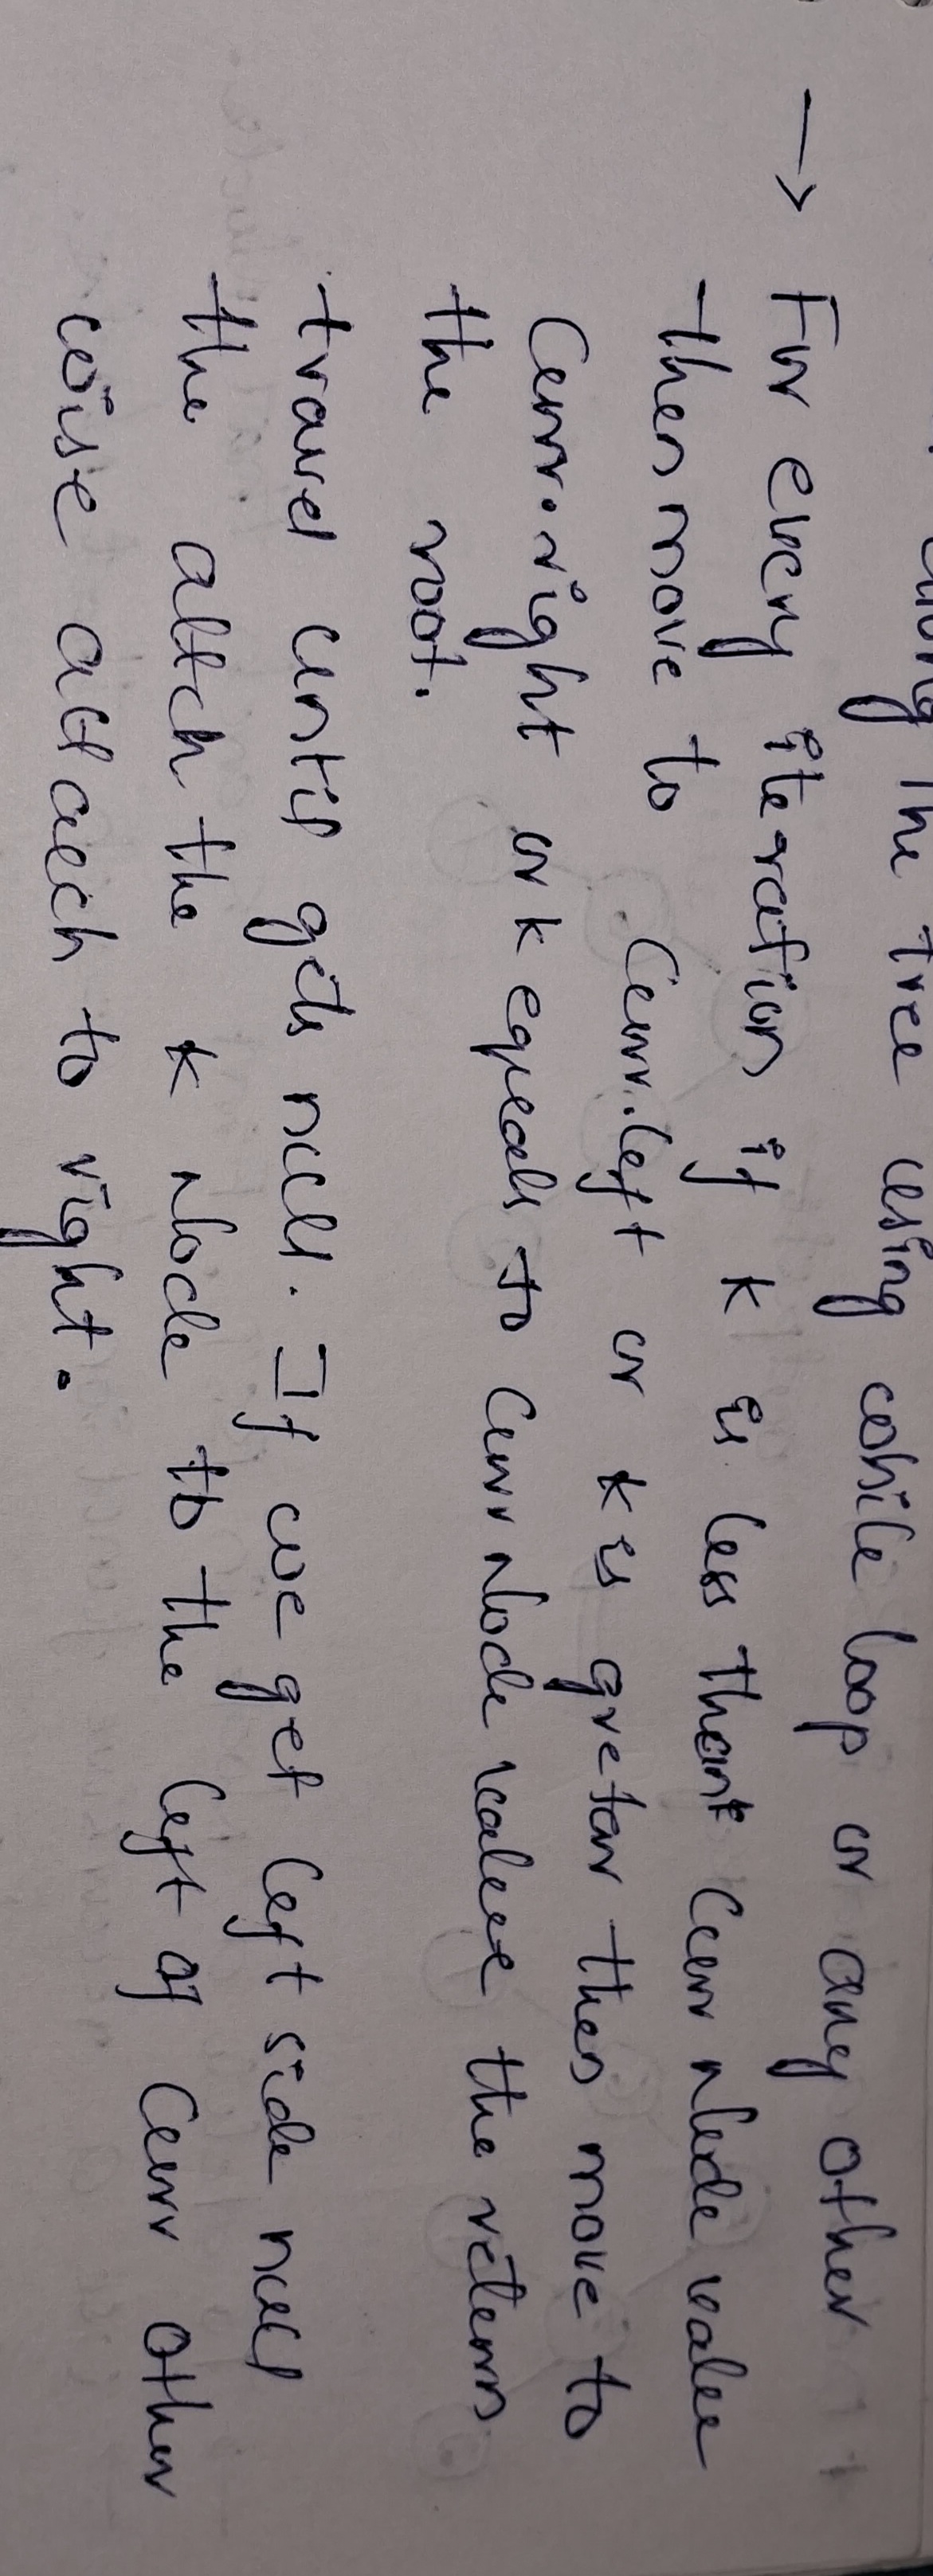 the tree using while loop or any other
→ For every iteration if k is less than curr node value
then move to curr.left or k is gretar then move to
curr.right or k equals to curr node value the return
the root.
travel until gets null. If we get left side null
the attch the k node to the left of curr other
wise attach to right.